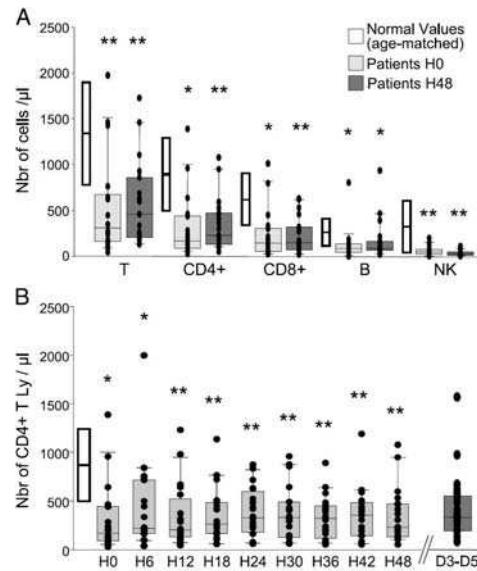 A
Nbr of cells /µl
2500
2000
1500
1000
500
0
Normal Values
(age-matched)
Patients H0
Patients H48
** ** * ** * ** * * ** **
T CD4+ CD8+ B NK
B
Nbr of CD4+ T Ly / µl
2500
2000
1500
1000
500
0
* * ** ** ** ** ** ** **
H0 H6 H12 H18 H24 H30 H36 H42 H48 // D3-D5